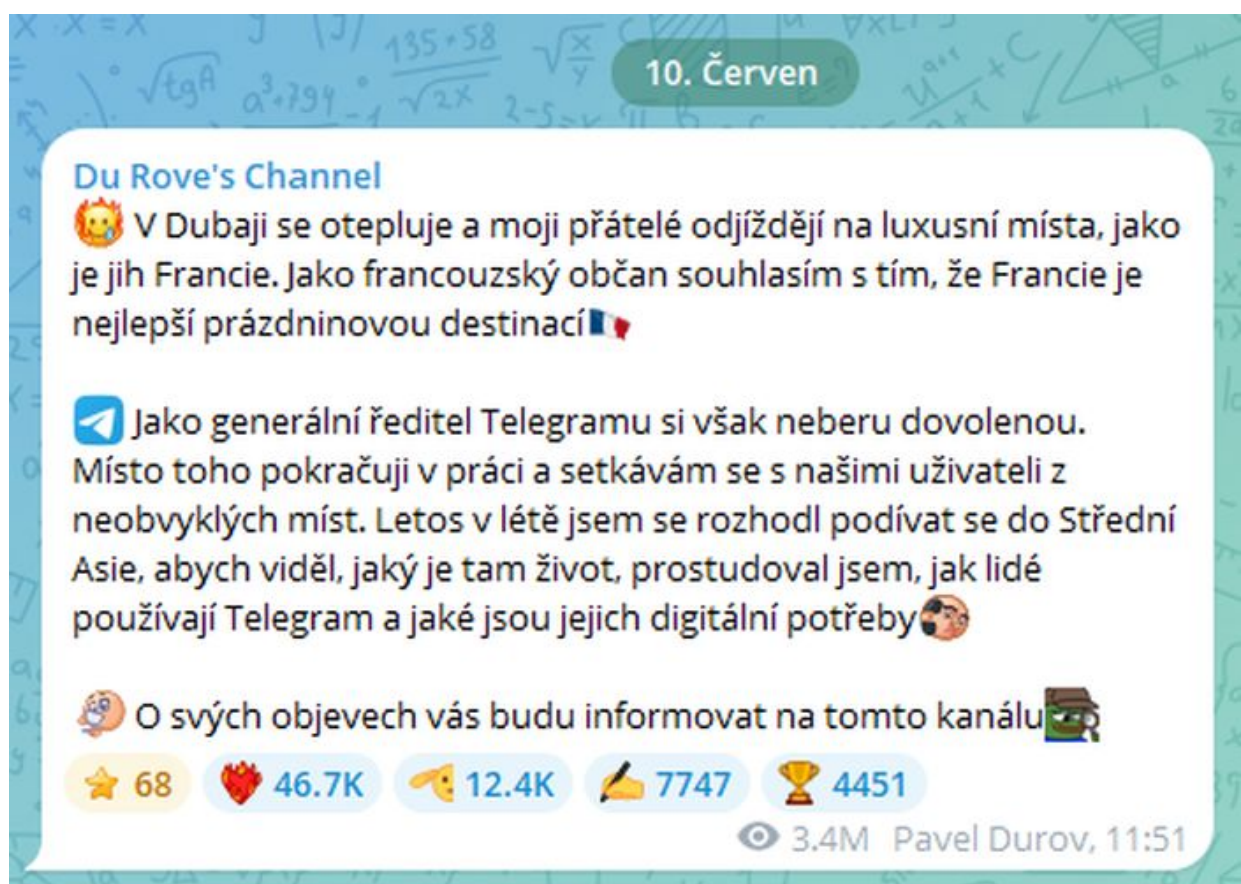 10. Červen
Du Rove's Channel
🥵 V Dubaji se otepluje a moji přátelé odjíždějí na luxusní místa, jako
je jih Francie. Jako francouzský občan souhlasím s tím, že Francie je
nejlepší prázdninovou destinací🇫🇷
Jako generální ředitel Telegramu si však neberu dovolenou.
Místo toho pokračuji v práci a setkávám se s našimi uživateli z
neobvyklých míst. Letos v létě jsem se rozhodl podívat se do Střední
Asie, abych viděl, jaký je tam život, prostudoval jsem, jak lidé
používají Telegram a jaké jsou jejich digitální potřeby
O svých objevech vás budu informovat na tomto kanálu
68 46.7K 12.4K 7747 4451
3.4M Pavel Durov, 11:51